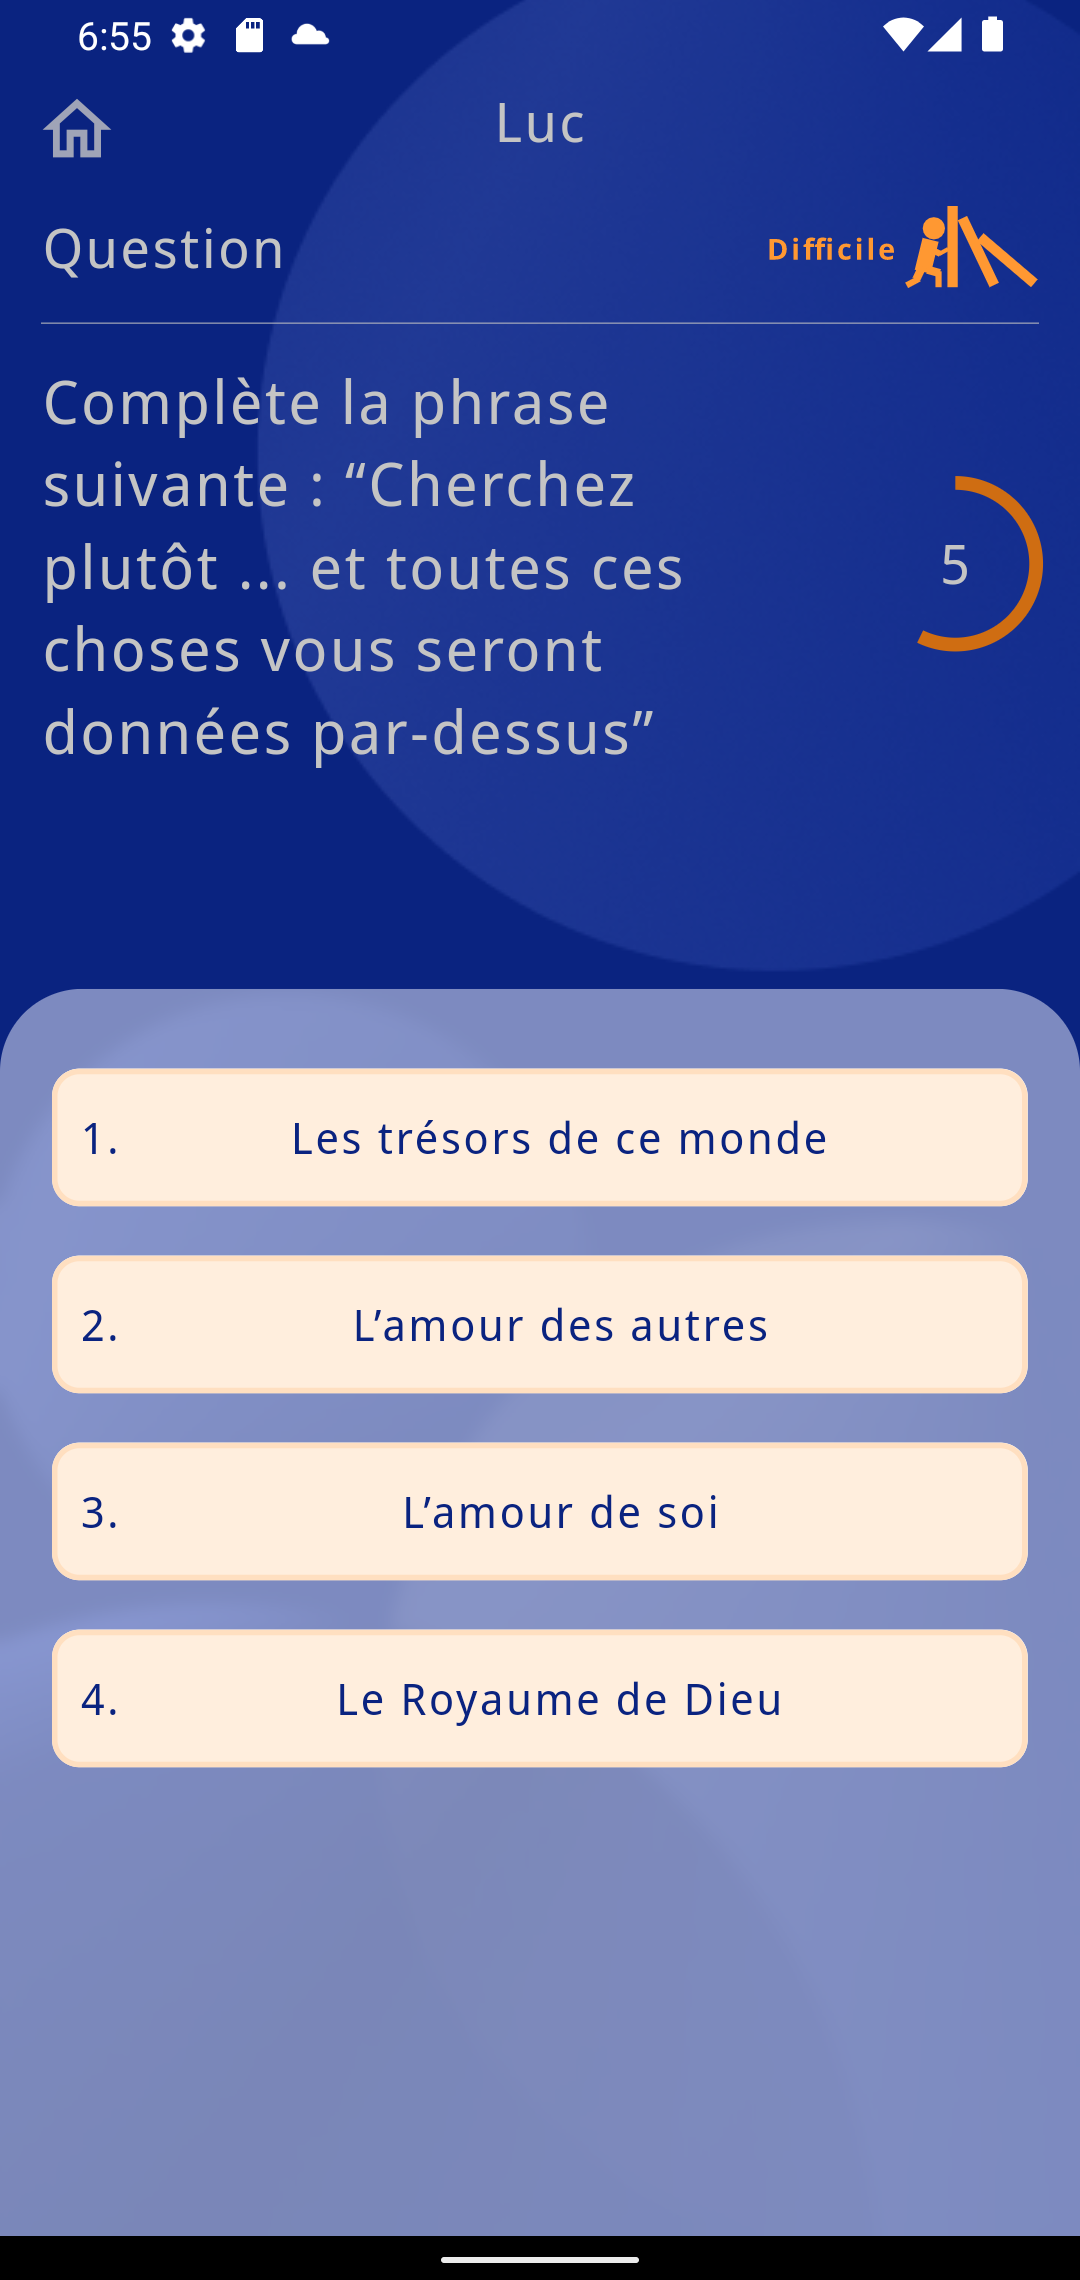 6:55
Luc
Question
Difficile
Complète la phrase
suivante : “Cherchez
plutôt ... et toutes ces
choses vous seront
données par-dessus”
5
1. Les trésors de ce monde
2. L’amour des autres
3. L’amour de soi
4. Le Royaume de Dieu